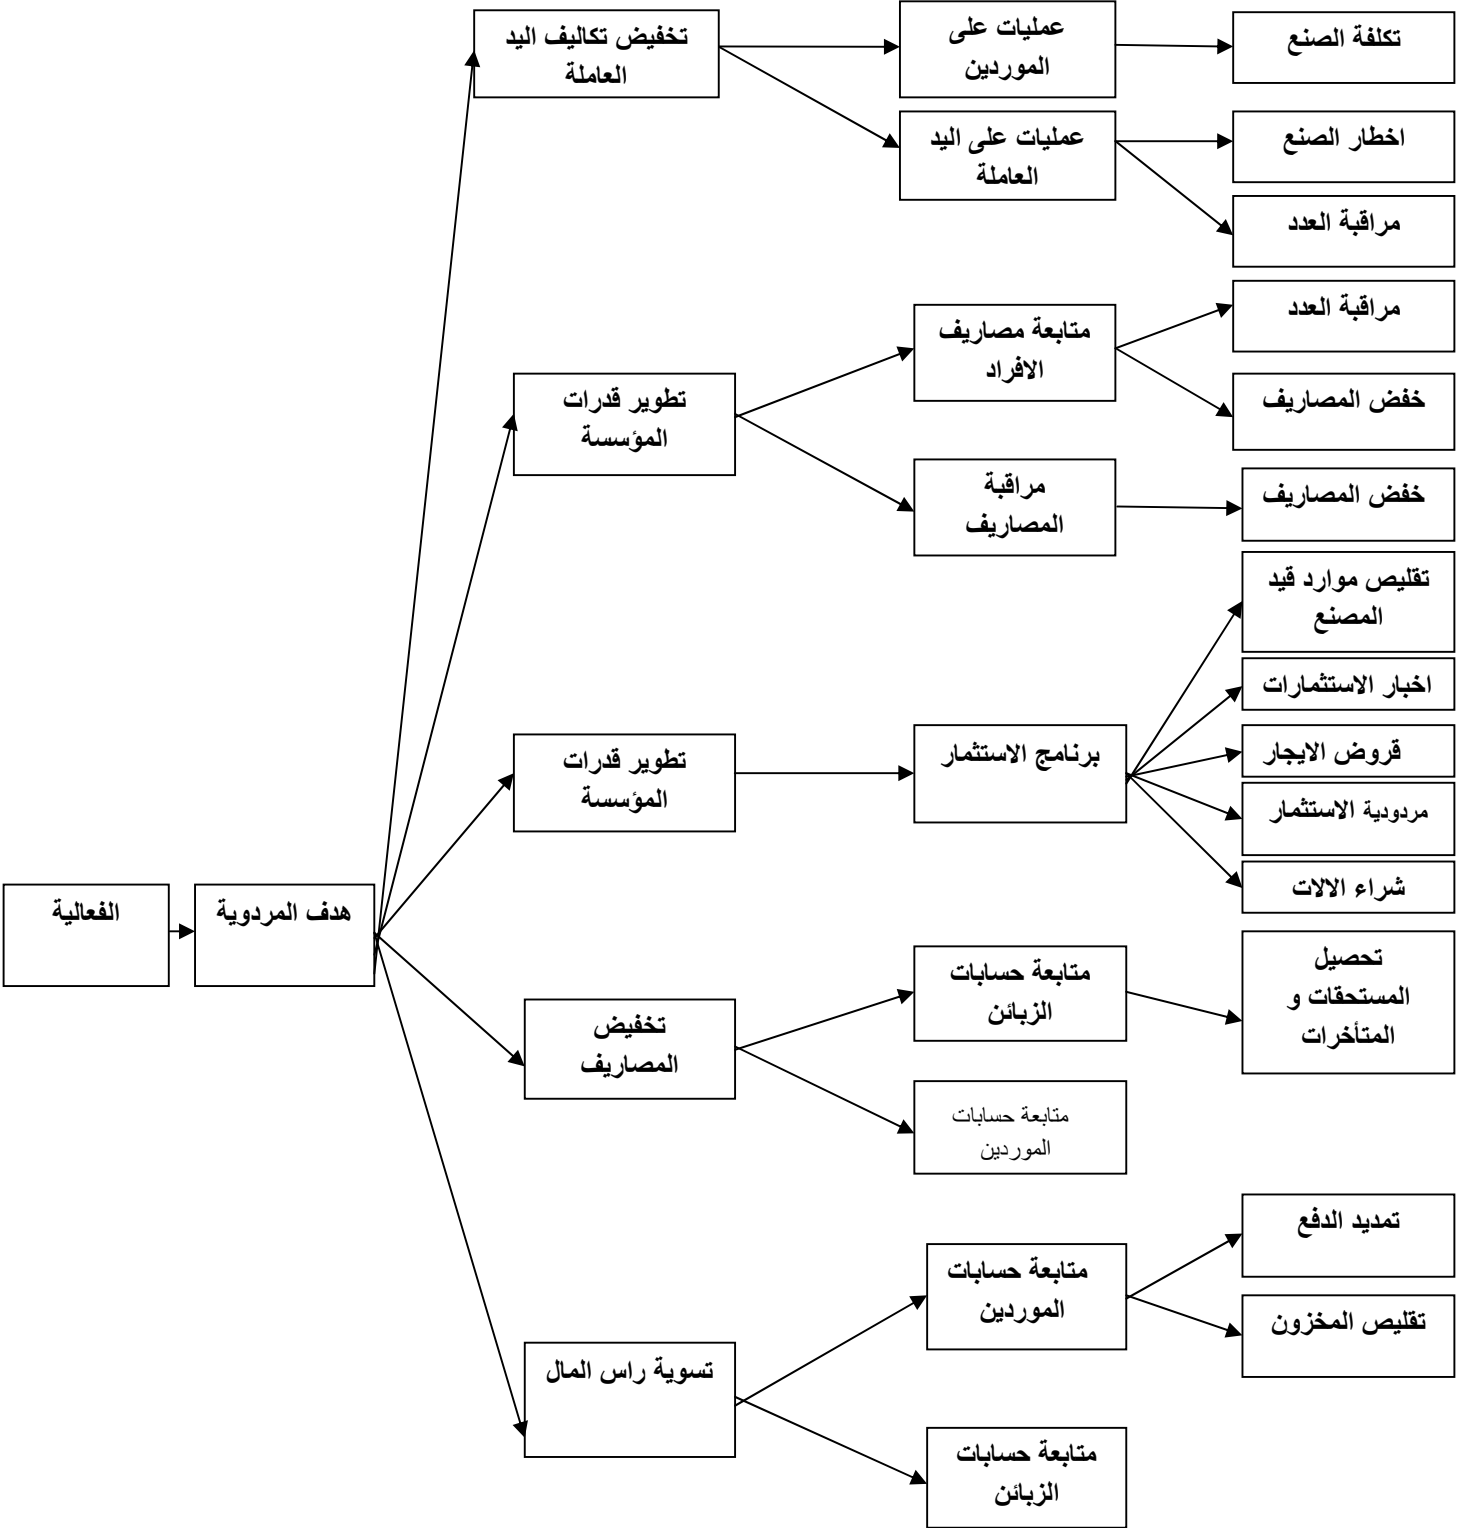 تخفيض تكاليف اليد
العاملة
عمليات على
الموردين
تكلفة الصنع
عمليات على اليد
العاملة
اخطار الصنع
مراقبة العدد
تطوير قدرات
المؤسسة
متابعة مصاريف
الافراد
مراقبة العدد
خفض المصاريف
مراقبة
المصاريف
خفض المصاريف
تطوير قدرات
المؤسسة
برنامج الاستثمار
تقليص موارد قيد
المصنع
اخبار الاستثمارات
قروض الايجار
مردودية الاستثمار
شراء الالات
الفعالية
هدف المردوية
تخفيض
المصاريف
متابعة حسابات
الزبائن
تحصيل
المستحقات و
المتأخرات
متابعة حسابات
الموردين
تسوية راس المال
متابعة حسابات
الموردين
تمديد الدفع
تقليص المخزون
متابعة حسابات
الزبائن